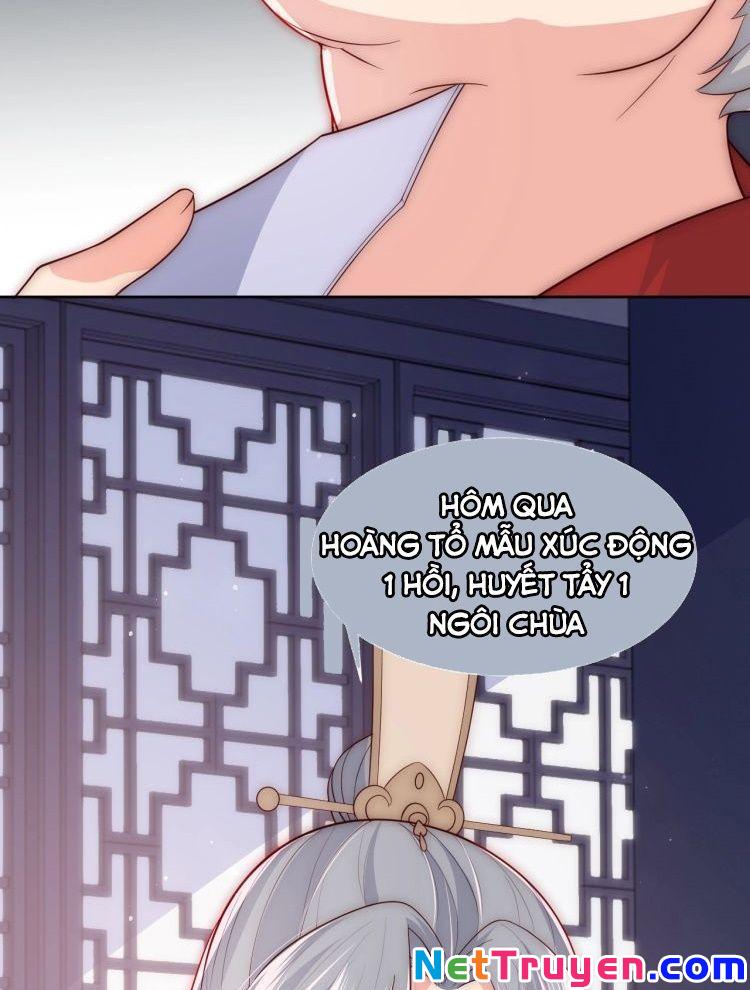 HÔM QUA
HOÀNG TỔ MẪU XÚC ĐỘNG
1 HỒI, HUYẾT TẨY 1
NGÔI CHÙA
NetTruyen.com